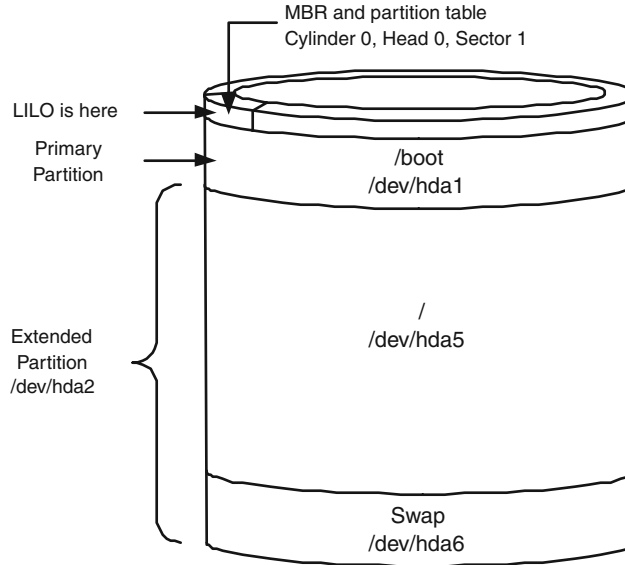 MBR and partition table
Cylinder 0, Head 0, Sector 1
LILO is here
Primary
Partition
/boot
/dev/hda1
/
/dev/hda5
Extended
Partition
/dev/hda2
Swap
/dev/hda6